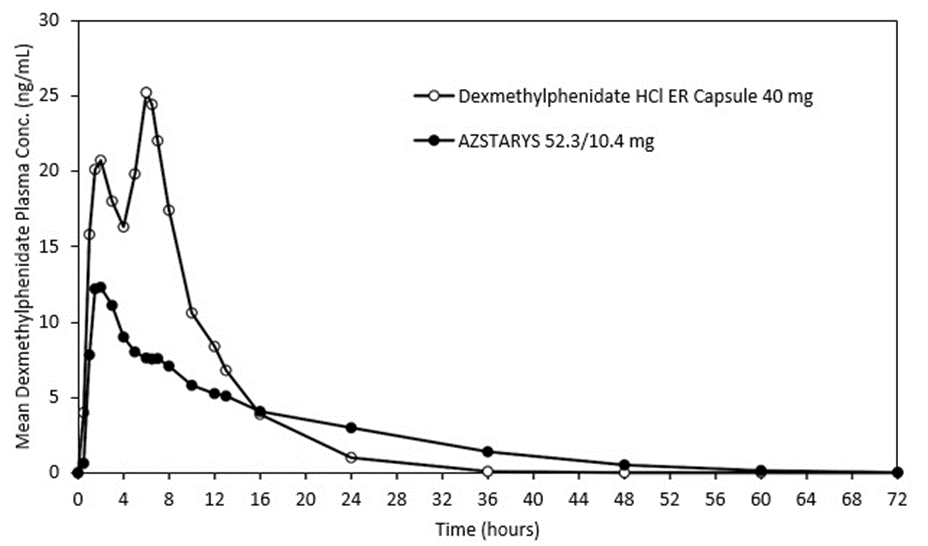 30
25
20
15
10
5
0
Mean Dexmethylphenidate Plasma Conc. (ng/mL)
Dexmethylphenidate HCl ER Capsule 40 mg
AZSTARYS 52.3/10.4 mg
0 4 8 12 16 20 24 28 32 36 40 44 48 52 56 60 64 68 72
Time (hours)